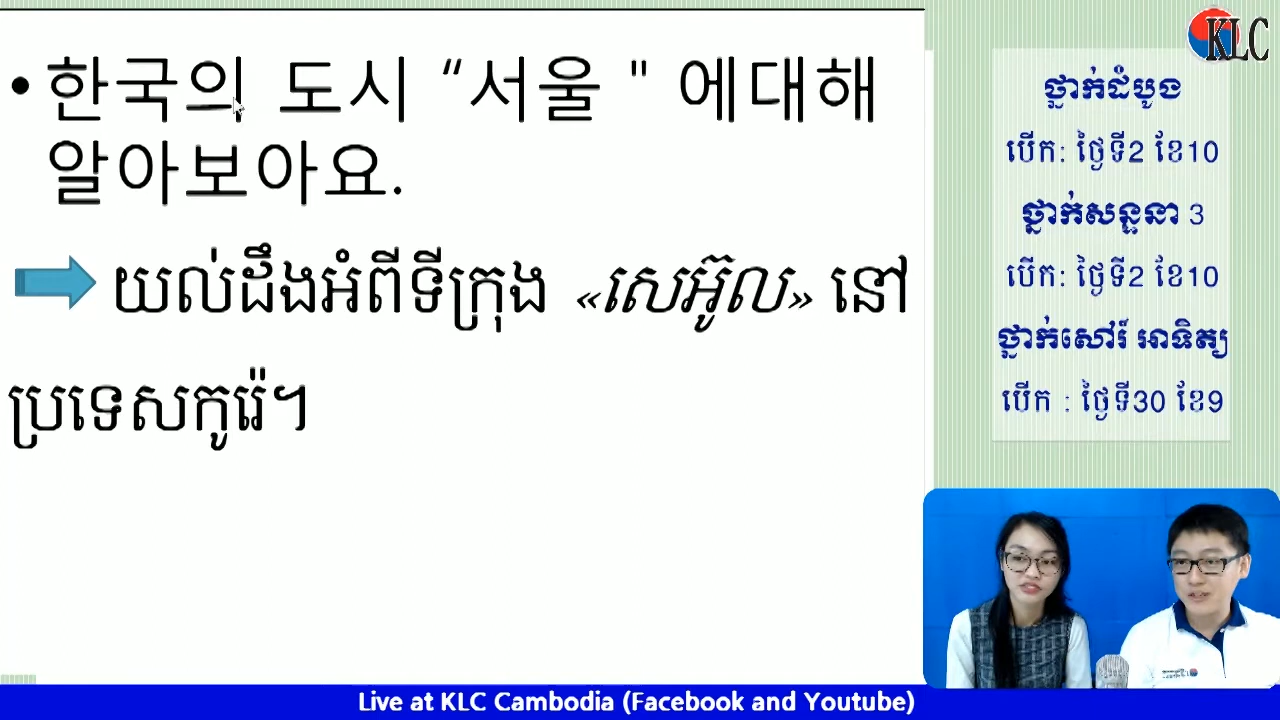 • 한국의 도시 “서울 " 에대해
알아보아요.
យល់ដឹងអំពីទីក្រុង «សេអ៊ូល» នៅ
ប្រទេសកូរ៉េ។
KLC
ថ្នាក់ដំបូង
បើក: ថ្ងៃទី2 ខែ10
ថ្នាក់សន្ទនា 3
បើក: ថ្ងៃទី2 ខែ10
ថ្នាក់សៅរ៍ អាទិត្យ
បើក : ថ្ងៃទី30 ខែ9
Live at KLC Cambodia (Facebook and Youtube)